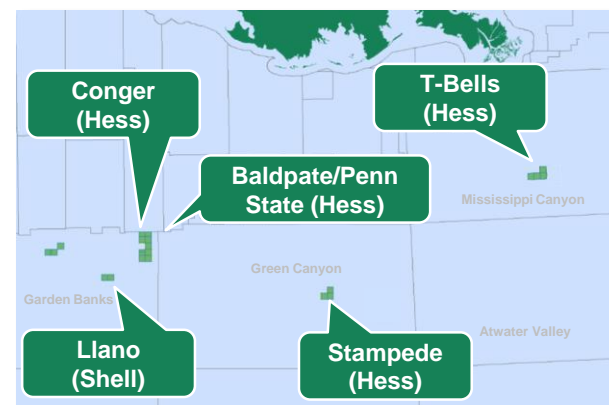 Conger
(Hess)
T-Bells
(Hess)
Baldpate/Penn
State (Hess)
Mississippi Canyon
Green Canyon
Garden Banks
Atwater Valley
Llano
(Shell)
Stampede
(Hess)